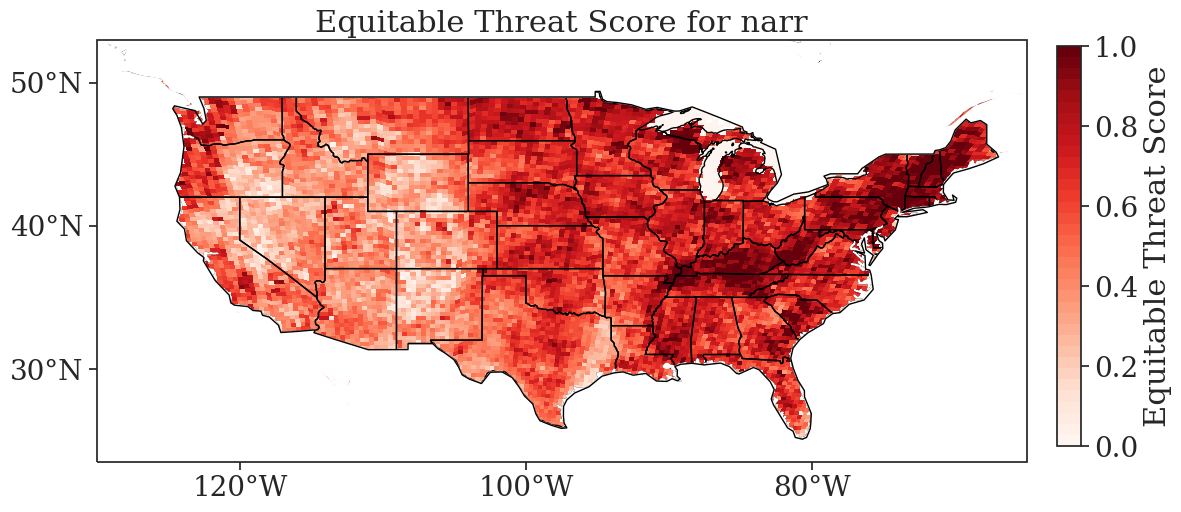 Equitable Threat Score for narr
50°N
40°N
30°N
120°W
100°W
80°W
1.0
0.8
0.6
0.4
0.2
0.0
Equitable Threat Score